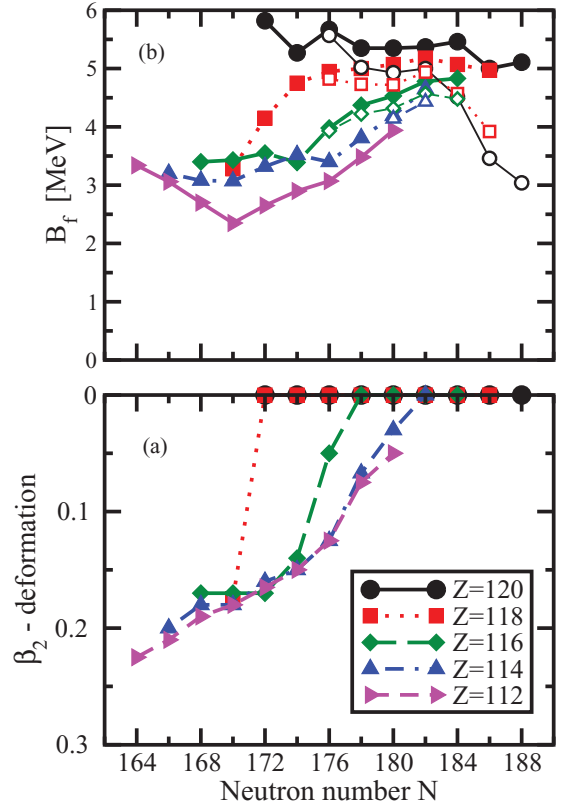 6
(b)
5
4
3
2
1
0
B_f [MeV]
0
(a)
0.1
0.2
0.3
β₂ - deformation
Z=120
Z=118
Z=116
Z=114
Z=112
164 168 172 176 180 184 188
Neutron number N